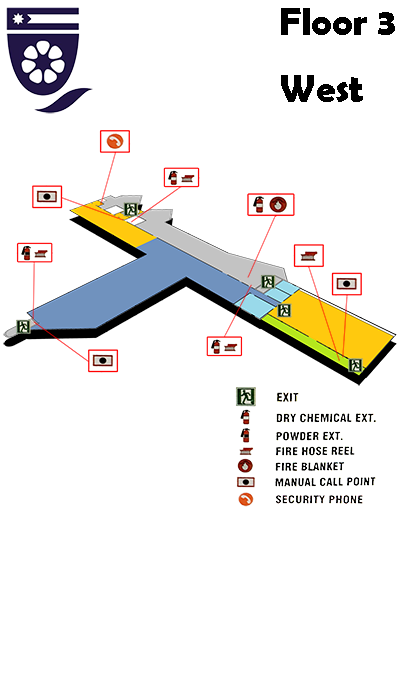 Floor 3
West
EXIT
DRY CHEMICAL EXT.
POWDER EXT.
FIRE HOSE REEL
FIRE BLANKET
MANUAL CALL POINT
SECURITY PHONE